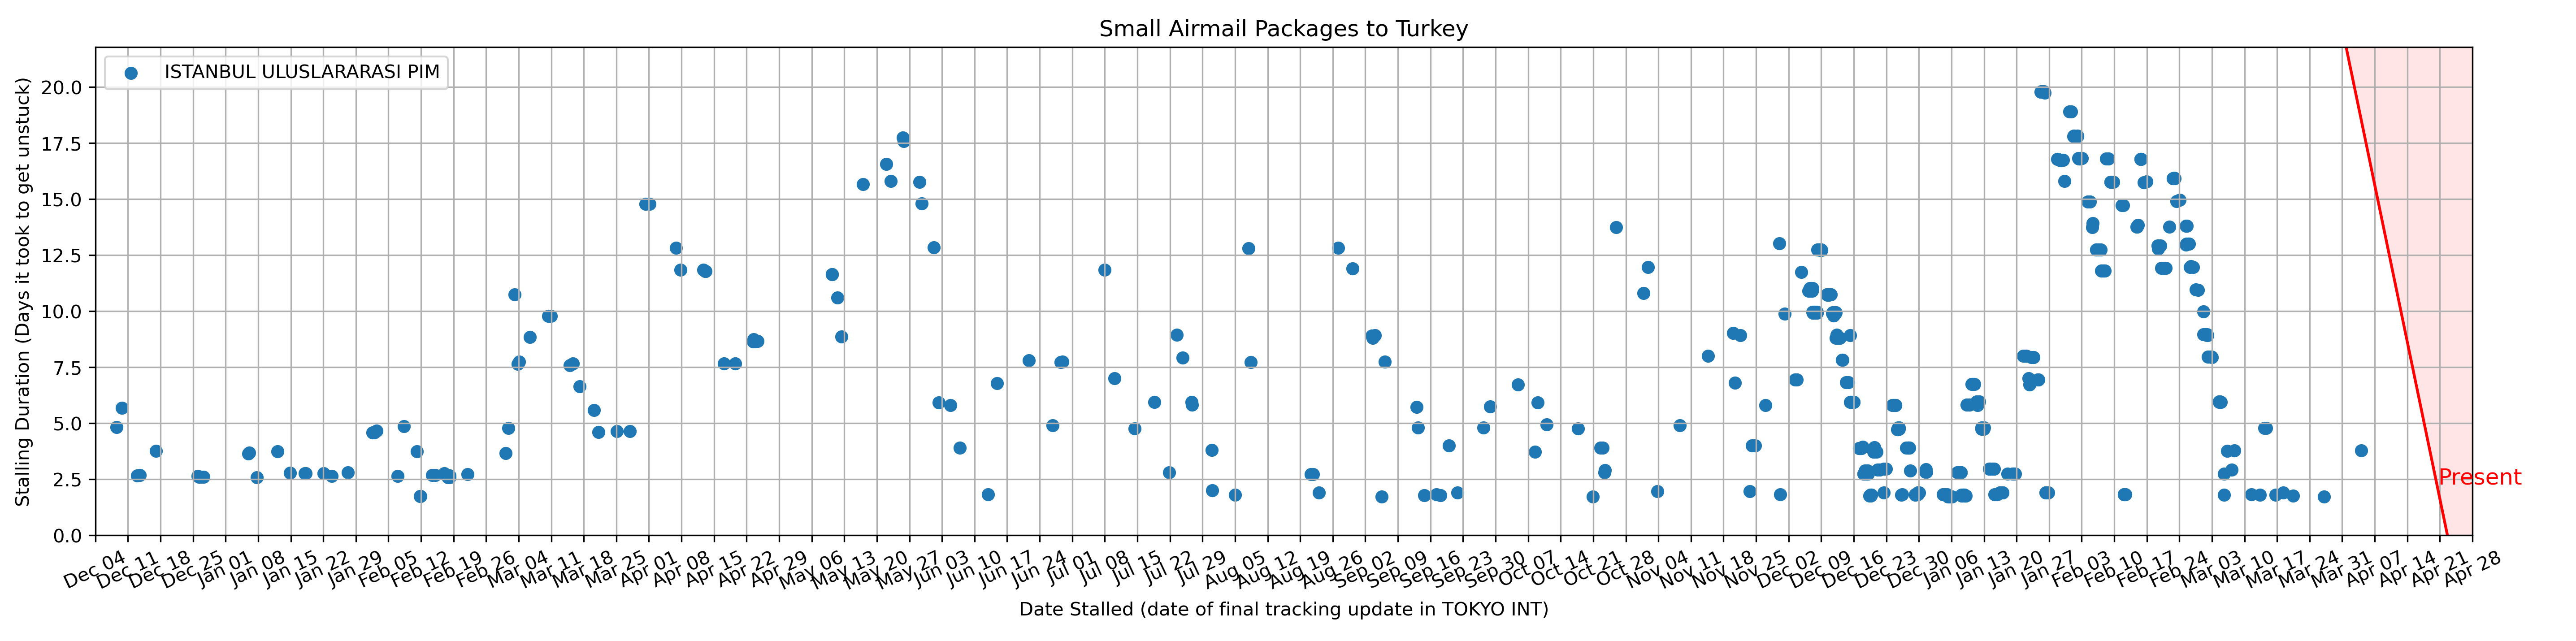 Small Airmail Packages to Turkey
ISTANBUL ULUSLARARASI PIM
Stalling Duration (Days it took to get unstuck)
20.0
17.5
15.0
12.5
10.0
7.5
5.0
2.5
0.0
Present
Dec 04 Dec 11 Dec 18 Dec 25 Jan 01 Jan 08 Jan 15 Jan 22 Jan 29 Feb 05 Feb 12 Feb 19 Feb 26 Mar 04 Mar 11 Mar 18 Mar 25 Apr 01 Apr 08 Apr 15 Apr 22 Apr 29 May 06 May 13 May 20 May 27 Jun 03 Jun 10 Jun 17 Jun 24 Jul 01 Jul 08 Jul 15 Jul 22 Jul 29 Aug 05 Aug 12 Aug 19 Aug 26 Sep 02 Sep 09 Sep 16 Sep 23 Sep 30 Oct 07 Oct 14 Oct 21 Oct 28 Nov 04 Nov 11 Nov 18 Nov 25 Dec 02 Dec 09 Dec 16 Dec 23 Dec 30 Jan 06 Jan 13 Jan 20 Jan 27 Feb 03 Feb 10 Feb 17 Feb 24 Mar 03 Mar 10 Mar 17 Mar 24 Mar 31 Apr 07 Apr 14 Apr 21 Apr 28
Date Stalled (date of final tracking update in TOKYO INT)